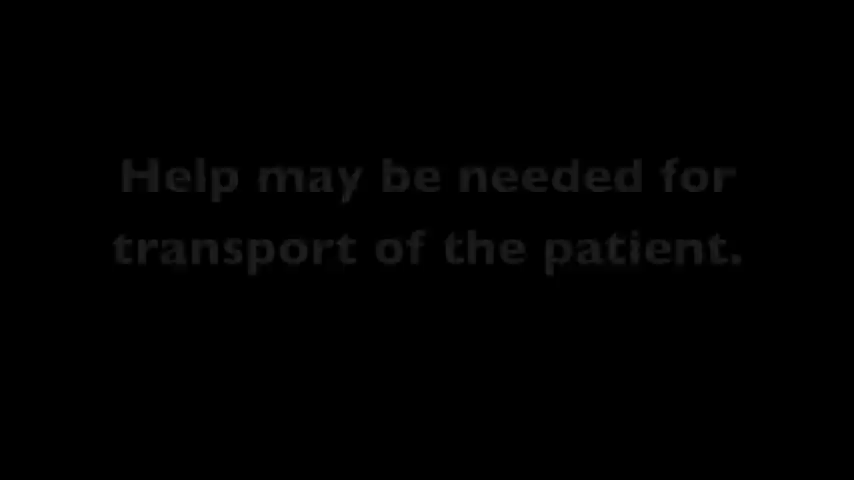 Help may be needed for
transport of the patient.